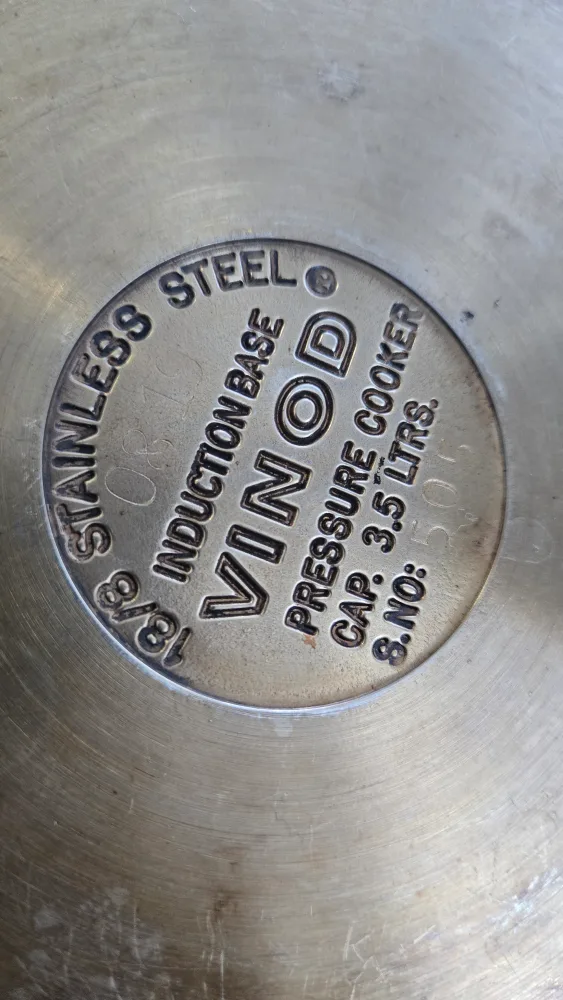 18/8 STAINLESS STEEL ®
INDUCTION BASE
VINOD
PRESSURE COOKER
CAP. 3.5 LTRS.
S.NO: